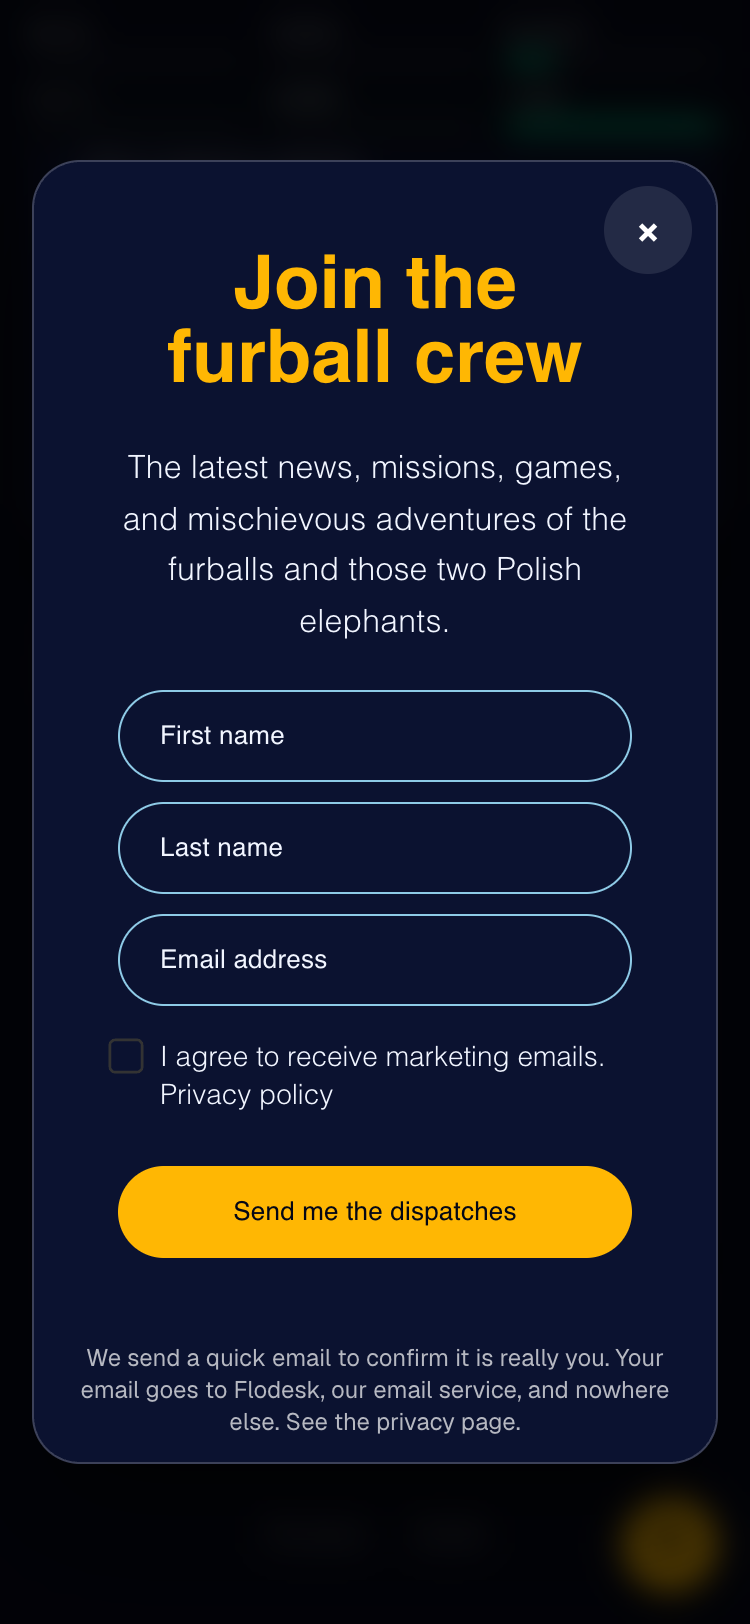 ×
Join the
furball crew
The latest news, missions, games,
and mischievous adventures of the
furballs and those two Polish
elephants.
First name
Last name
Email address
I agree to receive marketing emails.
Privacy policy
Send me the dispatches
We send a quick email to confirm it is really you. Your
email goes to Flodesk, our email service, and nowhere
else. See the privacy page.